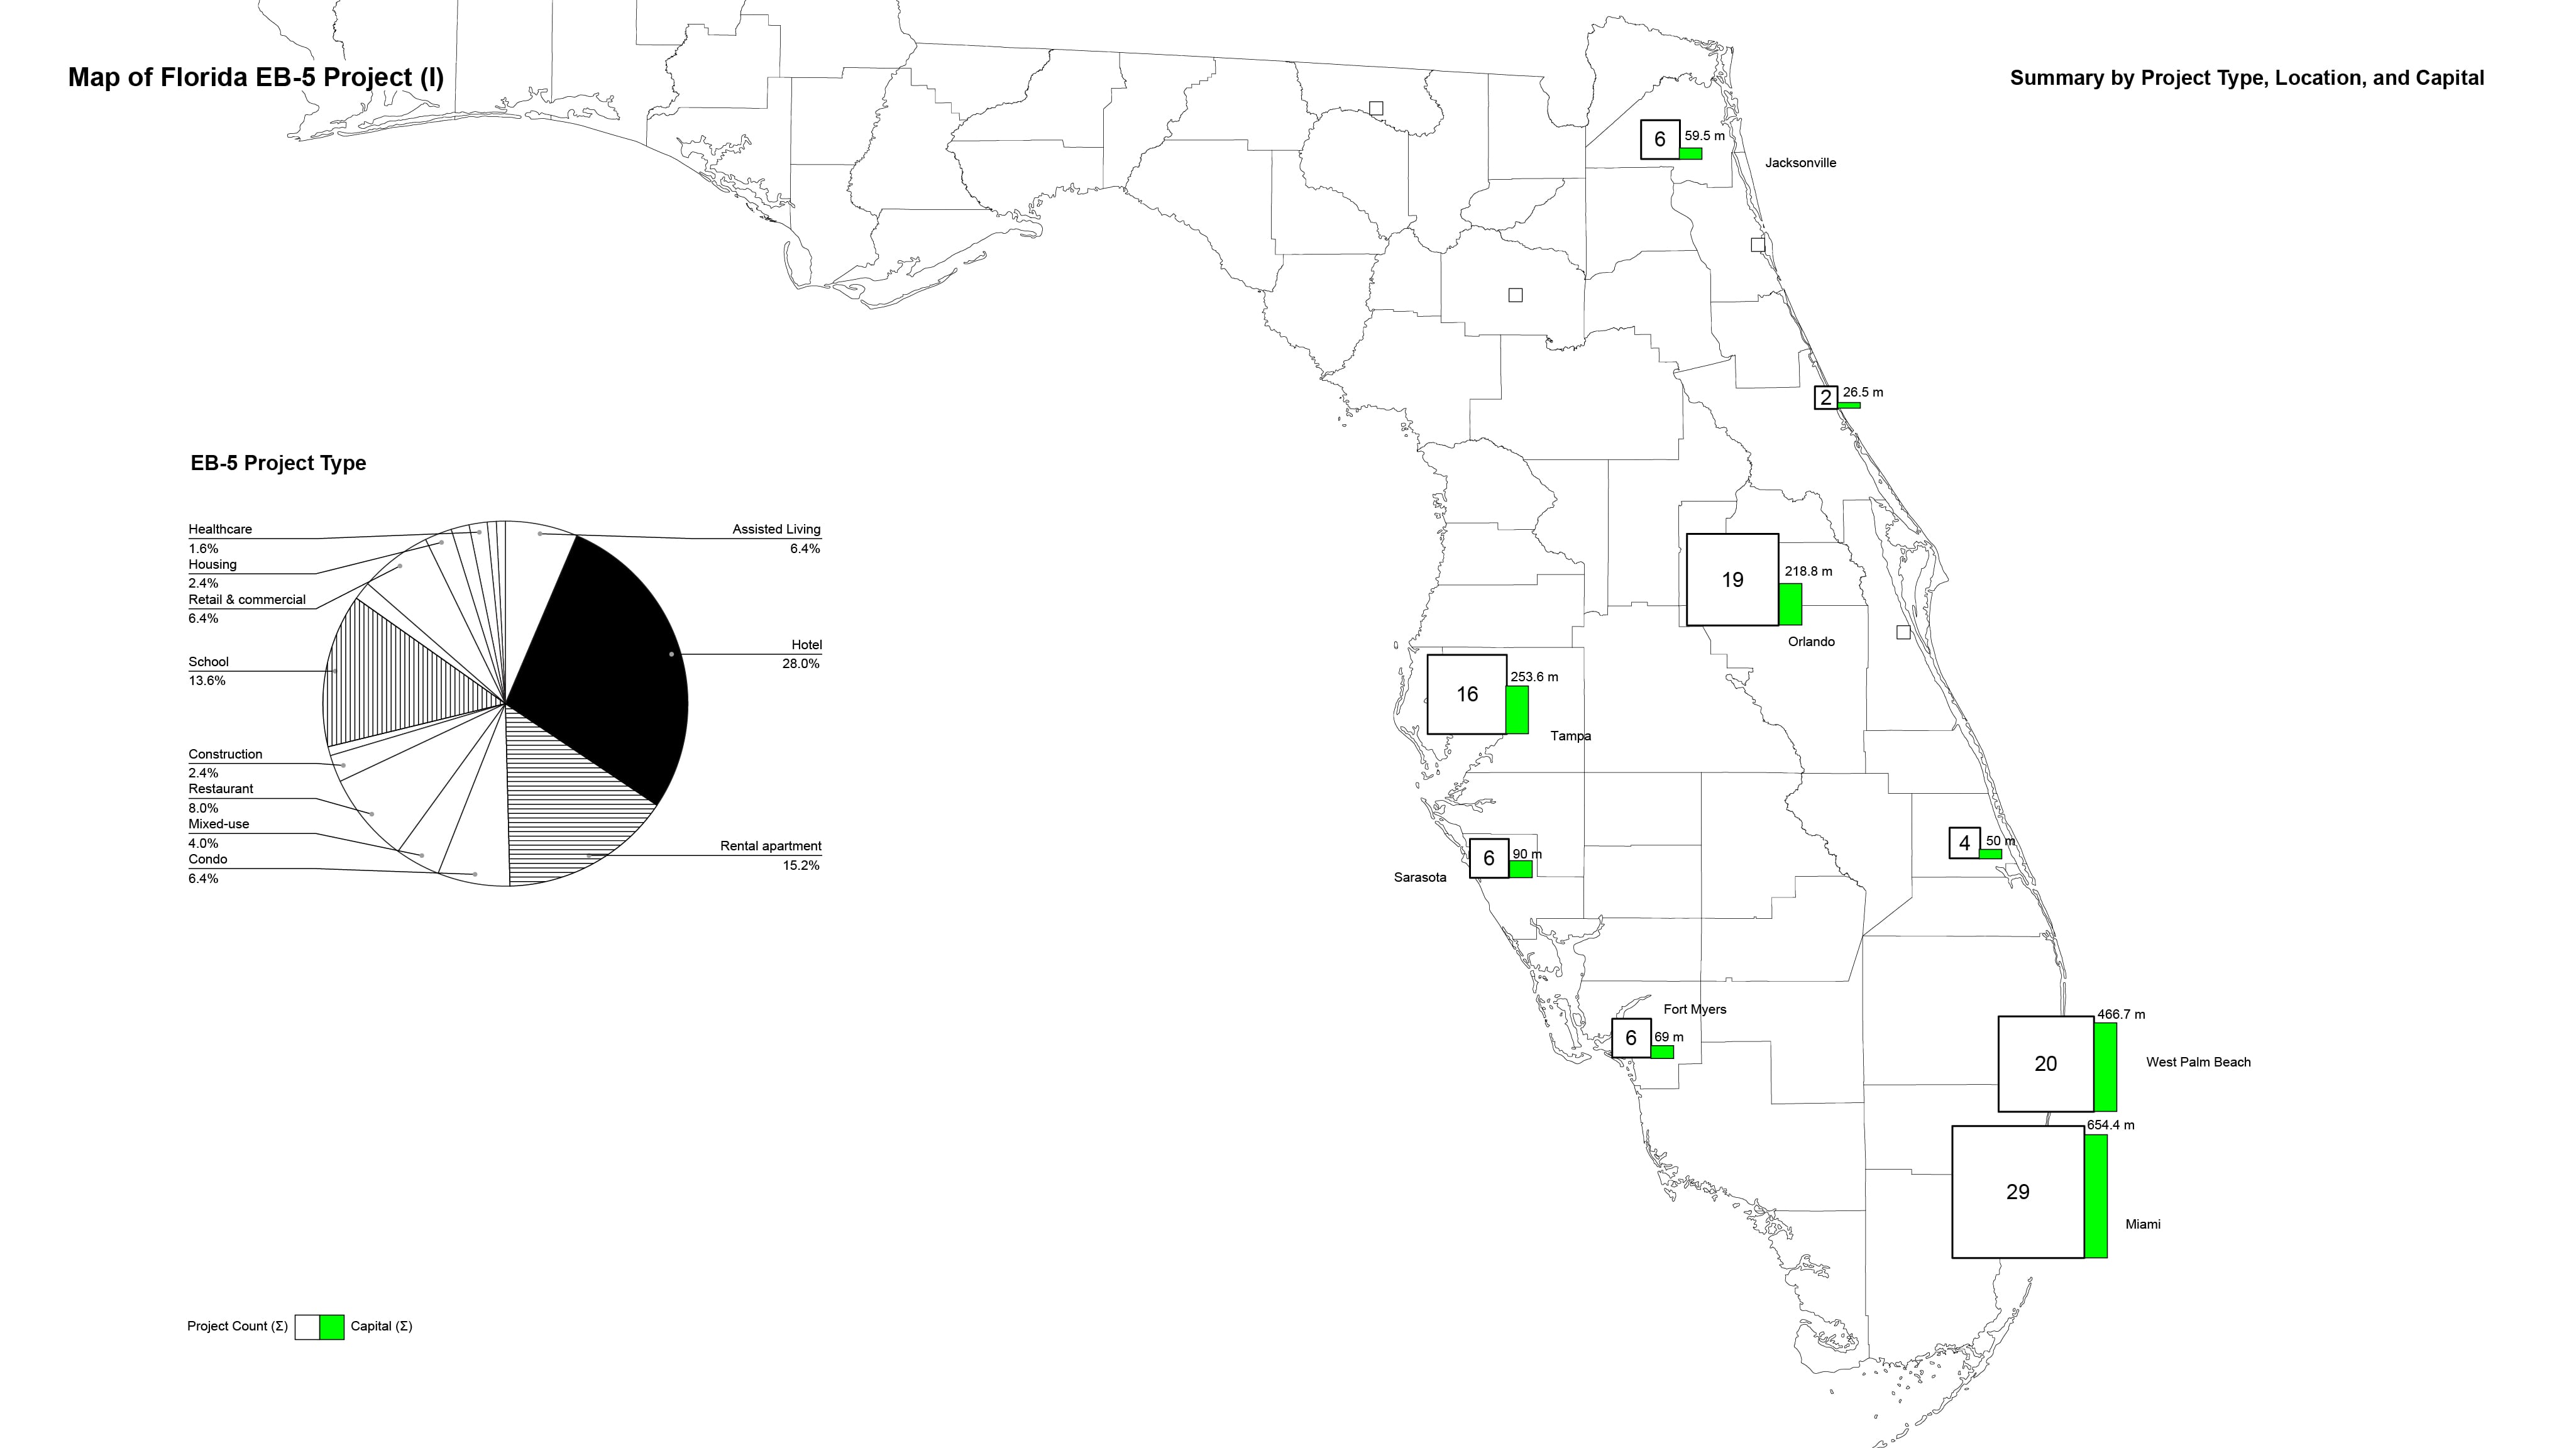 Map of Florida EB-5 Project (I)
Summary by Project Type, Location, and Capital
6
59.5 m
Jacksonville
2
26.5 m
EB-5 Project Type
Healthcare
1.6%
Housing
2.4%
Retail & commercial
6.4%
School
13.6%
Construction
2.4%
Restaurant
8.0%
Mixed-use
4.0%
Condo
6.4%
Assisted Living
6.4%
Hotel
28.0%
Rental apartment
15.2%
19
218.8 m
Orlando
16
253.6 m
Tampa
6
90 m
Sarasota
4
50 m
Fort Myers
6
69 m
466.7 m
20
West Palm Beach
654.4 m
29
Miami
Project Count (Σ)
Capital (Σ)